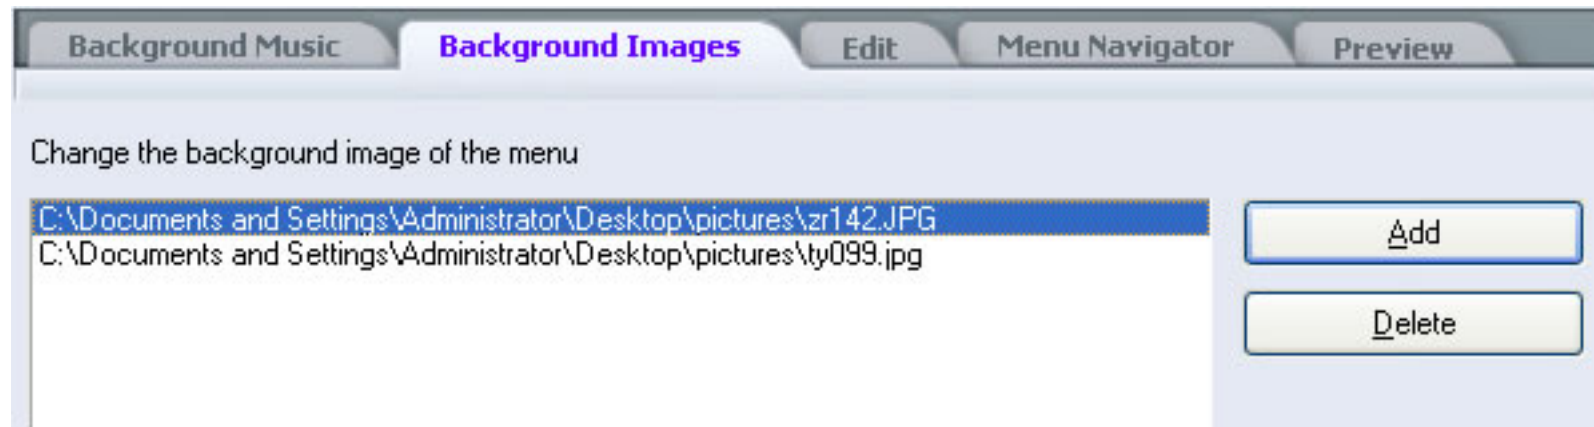 Background Music Background Images Edit Menu Navigator Preview
Change the background image of the menu
C:\Documents and Settings\Administrator\Desktop\pictures\zr142.JPG
Add
C:\Documents and Settings\Administrator\Desktop\pictures\ty099.jpg
Delete